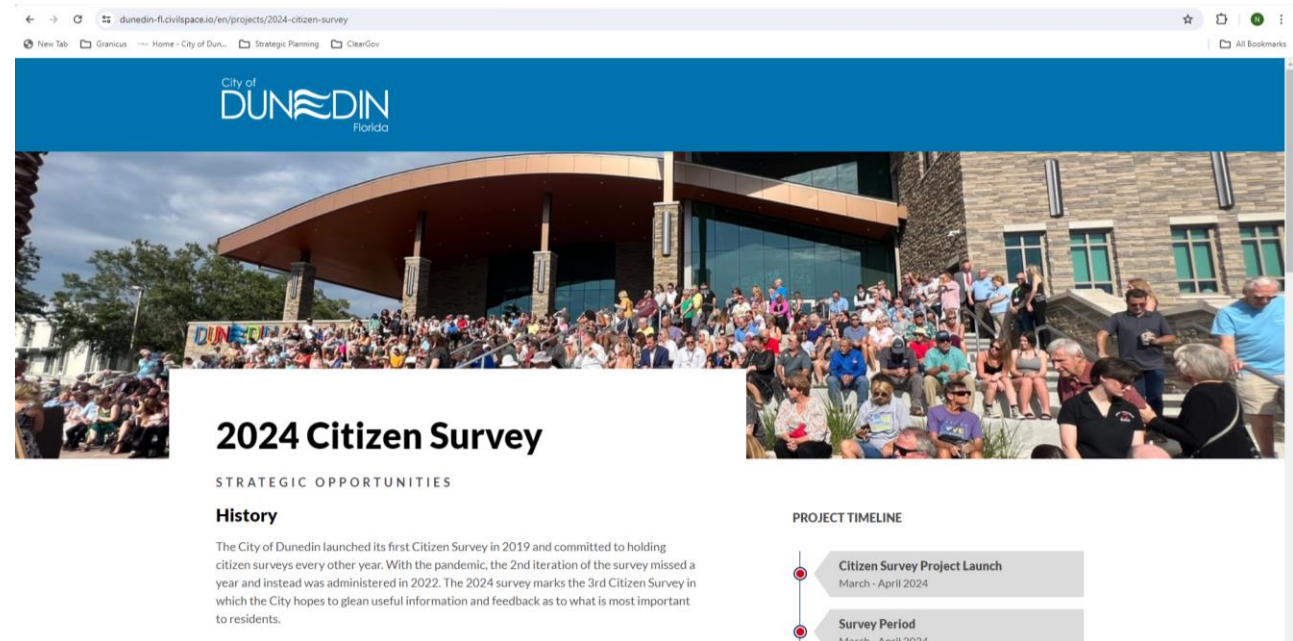 dunedin-fl.civilspace.io/en/projects/2024-citizen-survey
N
New Tab Granicus Home - City of Dun... Strategic Planning ClearGov All Bookmarks
City of
DUNEDIN
Florida
DUNEDIN
2024 Citizen Survey
STRATEGIC OPPORTUNITIES
History
The City of Dunedin launched its first Citizen Survey in 2019 and committed to holding
citizen surveys every other year. With the pandemic, the 2nd iteration of the survey missed a
year and instead was administered in 2022. The 2024 survey marks the 3rd Citizen Survey in
which the City hopes to glean useful information and feedback as to what is most important
to residents.
PROJECT TIMELINE
Citizen Survey Project Launch
March - April 2024
Survey Period
March - April 2024